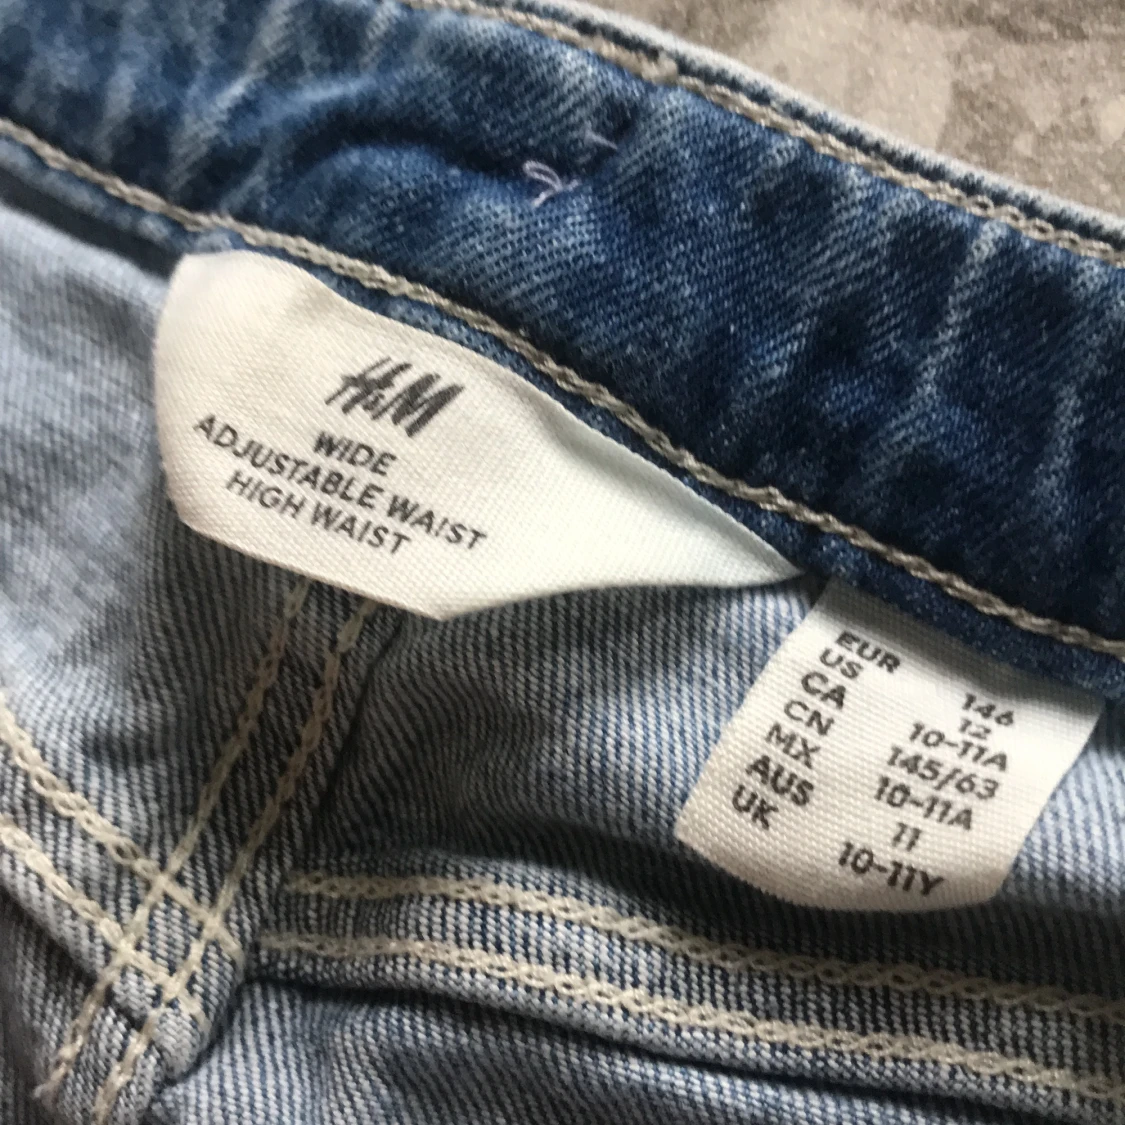 H&M
WIDE
ADJUSTABLE WAIST
HIGH WAIST
EUR 146
US 12
CA 10-11A
CN 145/63
MX 10-11A
AUS 11
UK 10-11Y